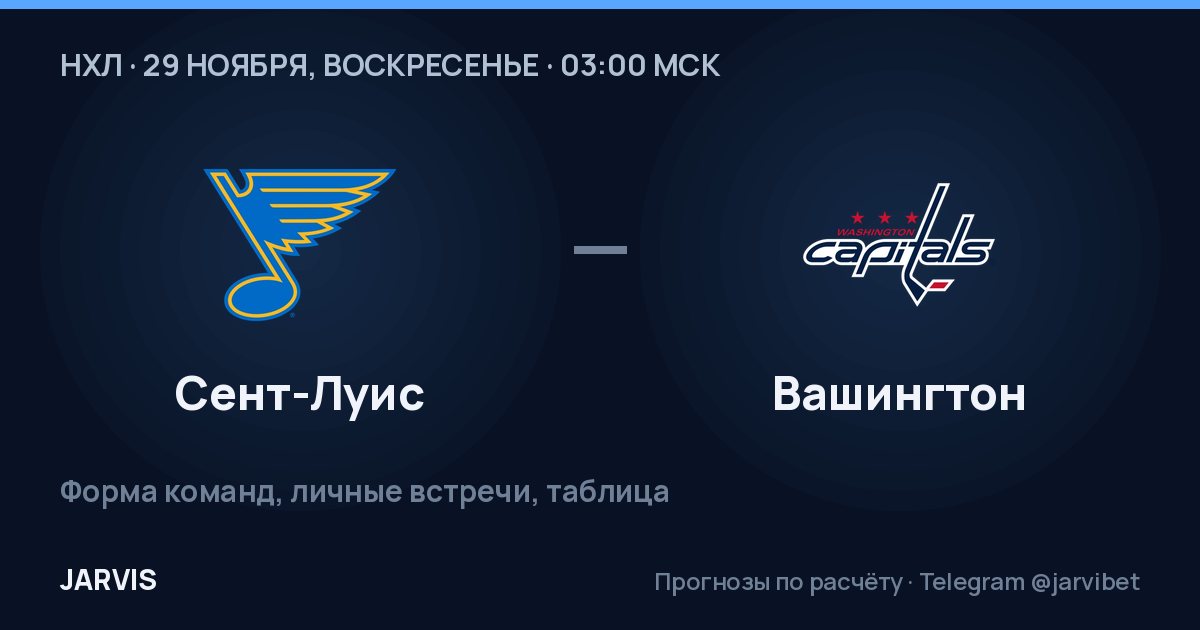 НХЛ · 29 НОЯБРЯ, ВОСКРЕСЕНЬЕ · 03:00 МСК
WASHINGTON
capitals
—
Сент-Луис
Вашингтон
Форма команд, личные встречи, таблица
JARVIS
Прогнозы по расчёту · Telegram @jarvibet